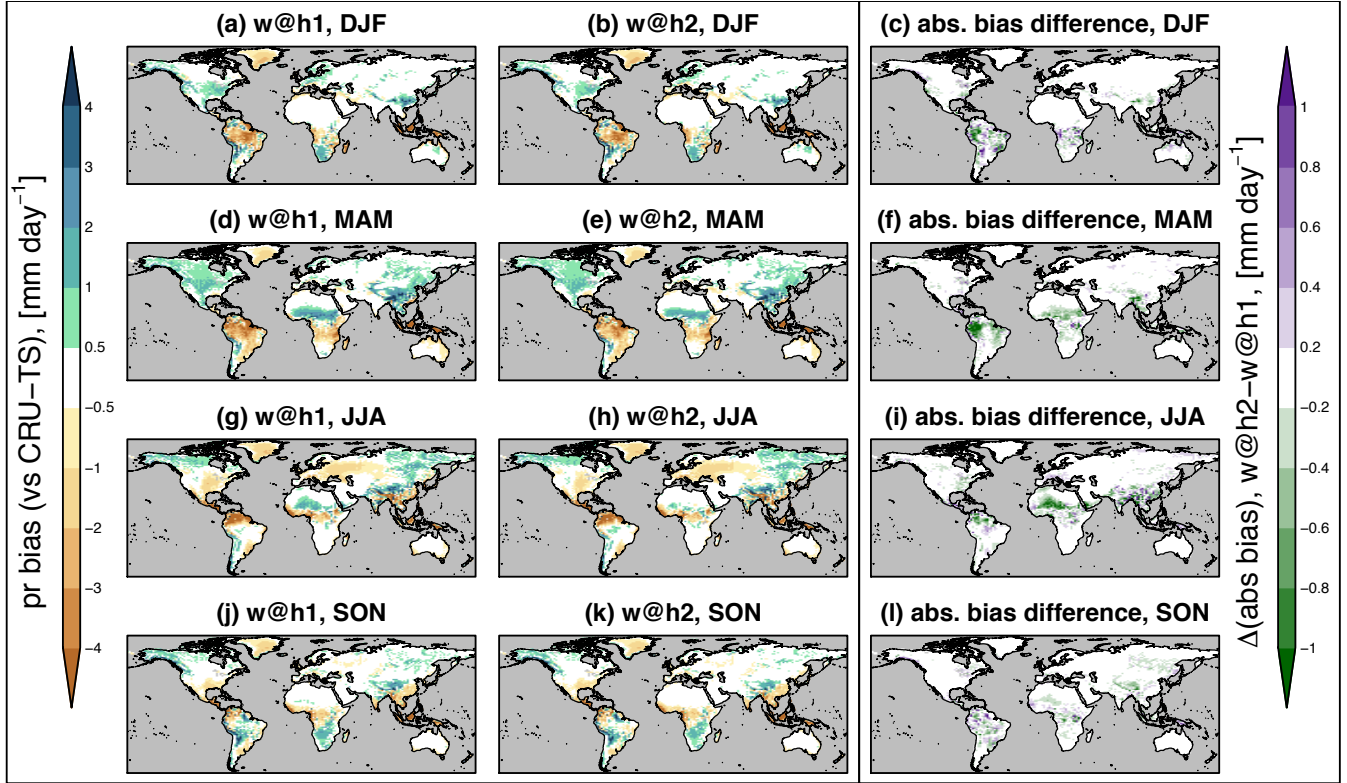 (a) w@h1, DJF
(b) w@h2, DJF
(c) abs. bias difference, DJF
(d) w@h1, MAM
(e) w@h2, MAM
(f) abs. bias difference, MAM
(g) w@h1, JJA
(h) w@h2, JJA
(i) abs. bias difference, JJA
(j) w@h1, SON
(k) w@h2, SON
(l) abs. bias difference, SON
pr bias (vs CRU−TS), [mm day⁻¹]
4
3
2
1
0.5
−0.5
−1
−2
−3
−4
Δ(abs bias), w@h2−w@h1, [mm day⁻¹]
1
0.8
0.6
0.4
0.2
−0.2
−0.4
−0.6
−0.8
−1